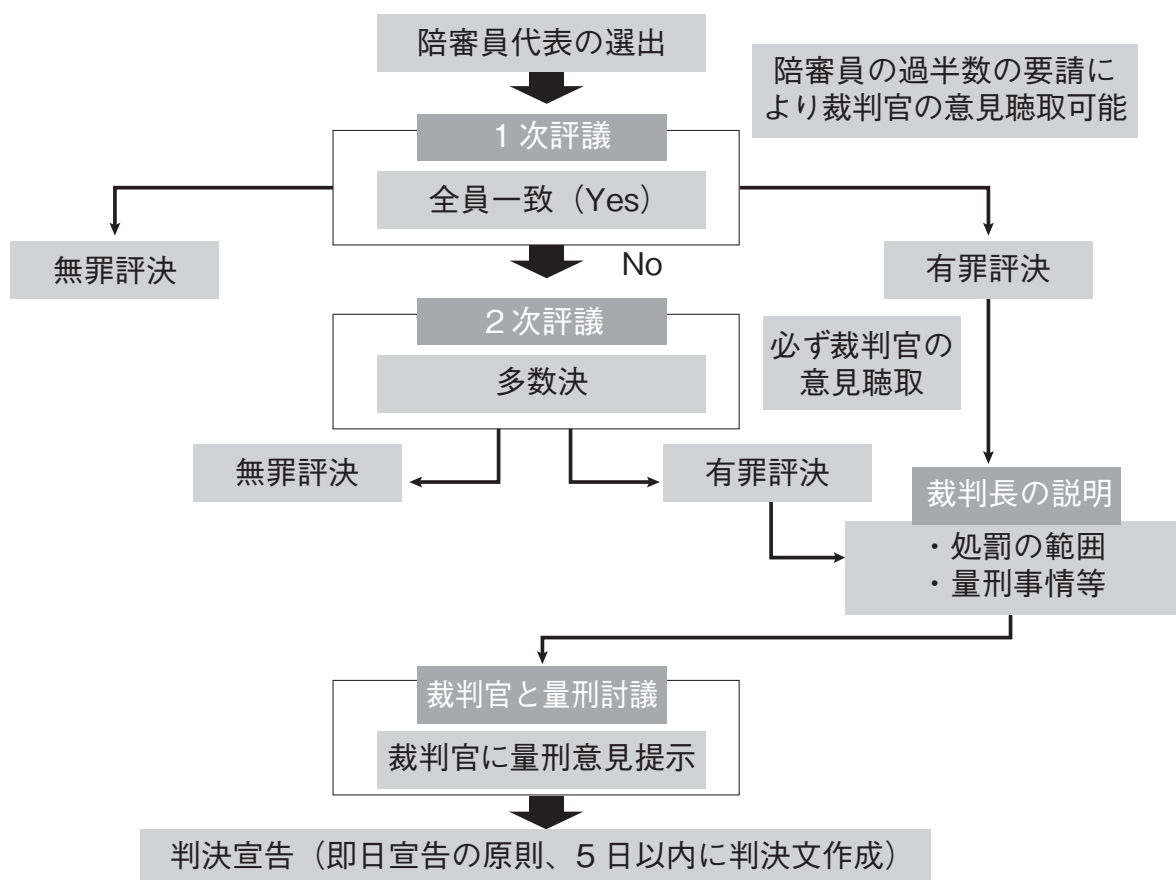 陪審員代表の選出
陪審員の過半数の要請に
より裁判官の意見聴取可能
1次評議
全員一致（Yes）
無罪評決
No
有罪評決
2次評議
多数決
必ず裁判官の
意見聴取
無罪評決
有罪評決
裁判長の説明
・処罰の範囲
・量刑事情等
裁判官と量刑討議
裁判官に量刑意見提示
判決宣告（即日宣告の原則、5日以内に判決文作成）